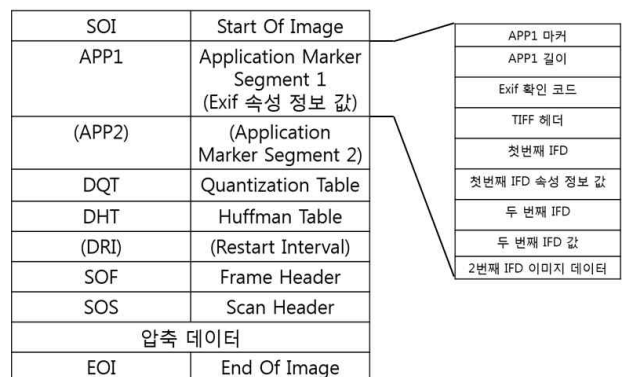 SOI Start Of Image
APP1 Application Marker
Segment 1
(Exif 속성 정보 값)
(APP2) (Application
Marker Segment 2)
DQT Quantization Table
DHT Huffman Table
(DRI) (Restart Interval)
SOF Frame Header
SOS Scan Header
압축 데이터
EOI End Of Image
APP1 마커
APP1 길이
Exif 확인 코드
TIFF 헤더
첫번째 IFD
첫번째 IFD 속성 정보 값
두 번째 IFD
두 번째 IFD 값
2번째 IFD 이미지 데이터